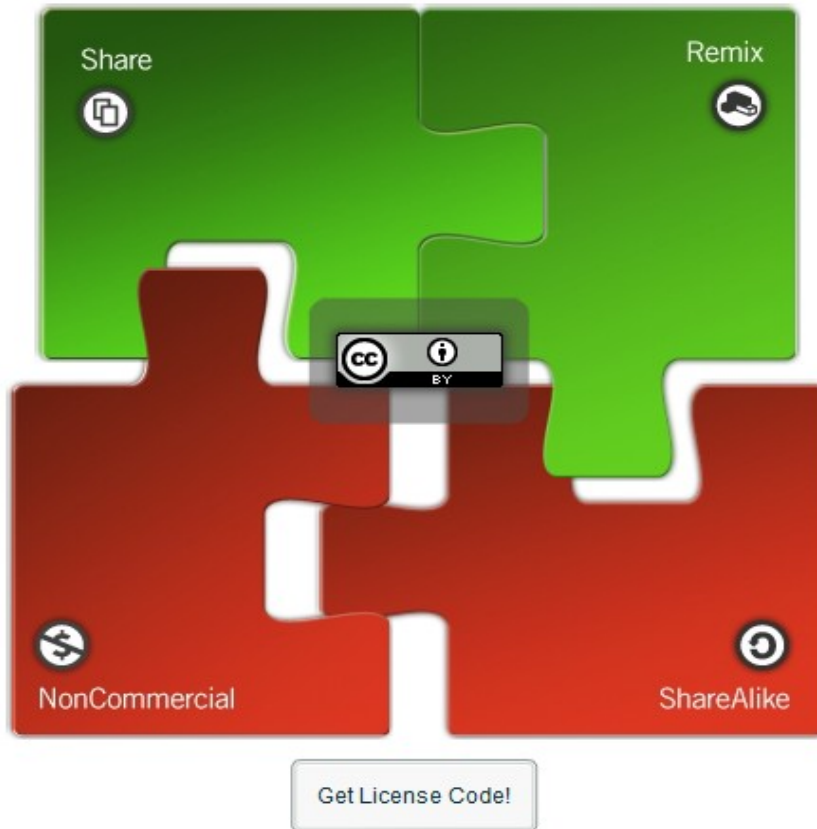 Share
Remix
cc
BY
NonCommercial
ShareAlike
Get License Code!